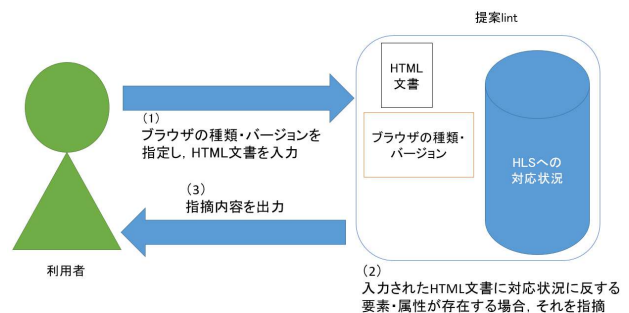 提案lint
HTML
文書
ブラウザの種類・
バージョン
HLSへの
対応状況
(1)
ブラウザの種類・バージョンを
指定し，HTML文書を入力
(3)
指摘内容を出力
利用者
(2)
入力されたHTML文書に対応状況に反する
要素・属性が存在する場合，それを指摘